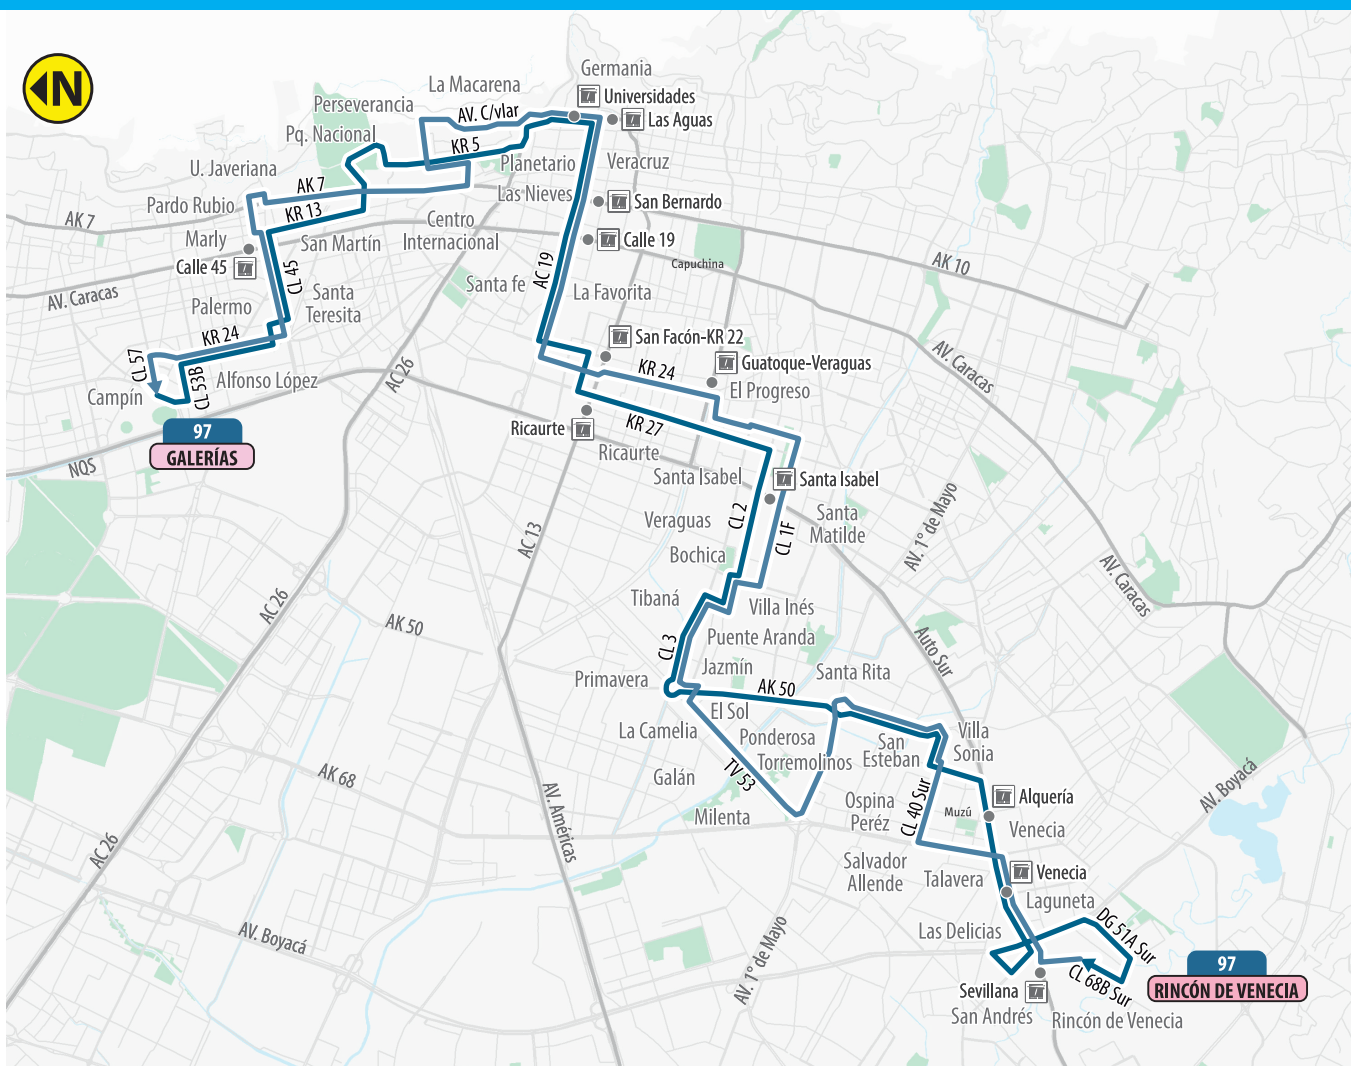 N
Germania
La Macarena
Universidades
Perseverancia
AV. C/vlar
Las Aguas
Pq. Nacional
KR 5
Planetario
Veracruz
U. Javeriana
AK 7
Las Nieves
San Bernardo
Pardo Rubio
KR 13
AK 7
Centro
Internacional
Marly
San Martín
Calle 19
Calle 45
CL 45
AC 19
Capuchina
AK 10
AV. Caracas
Santa
Teresita
Santa fe
La Favorita
Palermo
KR 24
San Facón-KR 22
AV. Caracas
CL 57
CL 53B
Alfonso López
AC 26
KR 24
Guatoque-Veraguas
El Progreso
Campín
97
GALERÍAS
NQS
Ricaurte
KR 27
Ricaurte
Santa Isabel
Santa Isabel
Veraguas
CL 2
CL 1F
Santa
Matilde
AV. 1° de Mayo
AC 13
Bochica
AV. Caracas
Tibaná
Villa Inés
AC 26
AK 50
CL 3
Puente Aranda
Auto Sur
Jazmín
Santa Rita
Primavera
AK 50
El Sol
La Camelia
Ponderosa
Torremolinos
San
Esteban
Villa
Sonia
AK 68
Galán
TV 53
AV. Boyacá
AV. Américas
Milenta
Ospina
Peréz
CL 40 Sur
Muzú
Alquería
Venecia
AC 26
Salvador
Allende
Talavera
Venecia
Laguneta
AV. Boyacá
AV. 1° de Mayo
Las Delicias
DG 51A Sur
CL 68B Sur
97
RINCÓN DE VENECIA
Sevillana
San Andrés
Rincón de Venecia